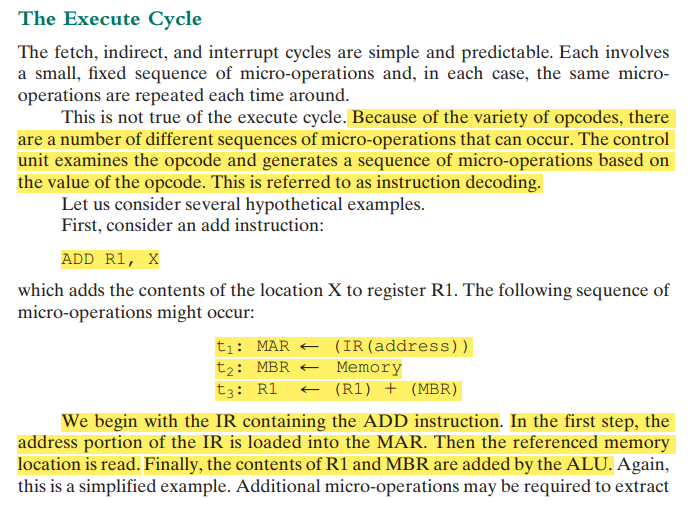 The Execute Cycle
The fetch, indirect, and interrupt cycles are simple and predictable. Each involves
a small, fixed sequence of micro-operations and, in each case, the same micro-
operations are repeated each time around.
This is not true of the execute cycle. Because of the variety of opcodes, there
are a number of different sequences of micro-operations that can occur. The control
unit examines the opcode and generates a sequence of micro-operations based on
the value of the opcode. This is referred to as instruction decoding.
Let us consider several hypothetical examples.
First, consider an add instruction:
ADD R1, X
which adds the contents of the location X to register R1. The following sequence of
micro-operations might occur:
t₁: MAR ← (IR(address))
t₂: MBR ← Memory
t₃: R1 ← (R1) + (MBR)
We begin with the IR containing the ADD instruction. In the first step, the
address portion of the IR is loaded into the MAR. Then the referenced memory
location is read. Finally, the contents of R1 and MBR are added by the ALU. Again,
this is a simplified example. Additional micro-operations may be required to extract